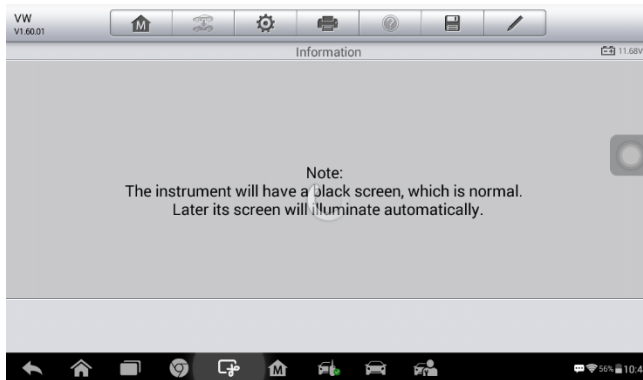 VW
V1.60.01
M
Information
11.68V
Note:
The instrument will have a black screen, which is normal.
Later its screen will illuminate automatically.
M
56%